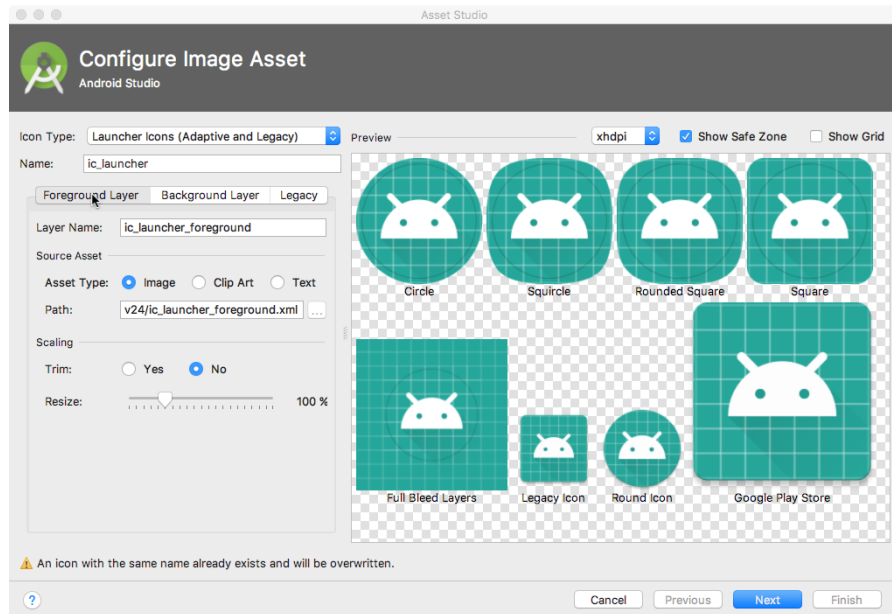 Asset Studio
Configure Image Asset
Android Studio
Icon Type: Launcher Icons (Adaptive and Legacy) Preview xhdpi Show Safe Zone Show Grid
Name: ic_launcher
Foreground Layer Background Layer Legacy
Layer Name: ic_launcher_foreground
Source Asset
Asset Type: Image Clip Art Text
Path: v24/ic_launcher_foreground.xml ...
Scaling
Trim: Yes No
Resize: 100 %
Circle Squircle Rounded Square Square
Full Bleed Layers Legacy Icon Round Icon Google Play Store
An icon with the same name already exists and will be overwritten.
? Cancel Previous Next Finish